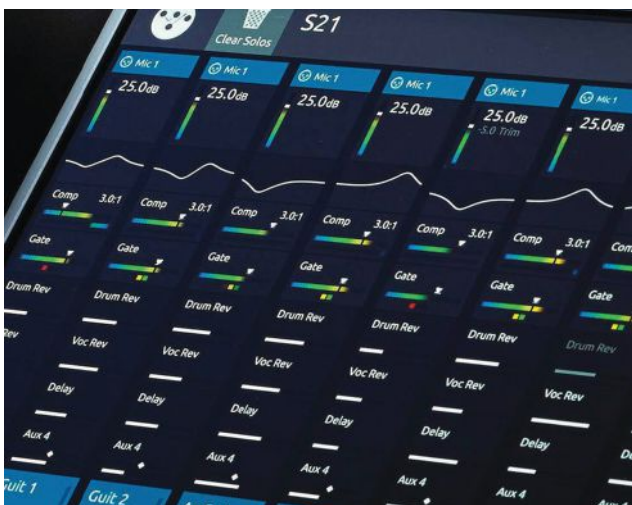 Clear Solos S21
Mic 1 Mic 1 Mic 1 Mic 1 Mic 1 Mic 1
25.0dB 25.0dB 25.0dB 25.0dB 25.0dB 25.0dB
-5.0 Trim
Comp 3.0:1 Comp 3.0:1 Comp 3.0:1 Comp 3.0:1 Comp 3.0:1 Comp 3.0:1 Com
Gate Gate Gate Gate Gate Gate Gate
Drum Rev Drum Rev Drum Rev Drum Rev Drum Rev Drum Rev Drum Rev
Rev Voc Rev Voc Rev Voc Rev Voc Rev Voc Rev Voc Rev
Delay Delay Delay Delay Delay Delay De
Aux 4 Aux 4 Aux 4 Aux 4 Aux 4 Aux 4
Guit 1 Guit 2